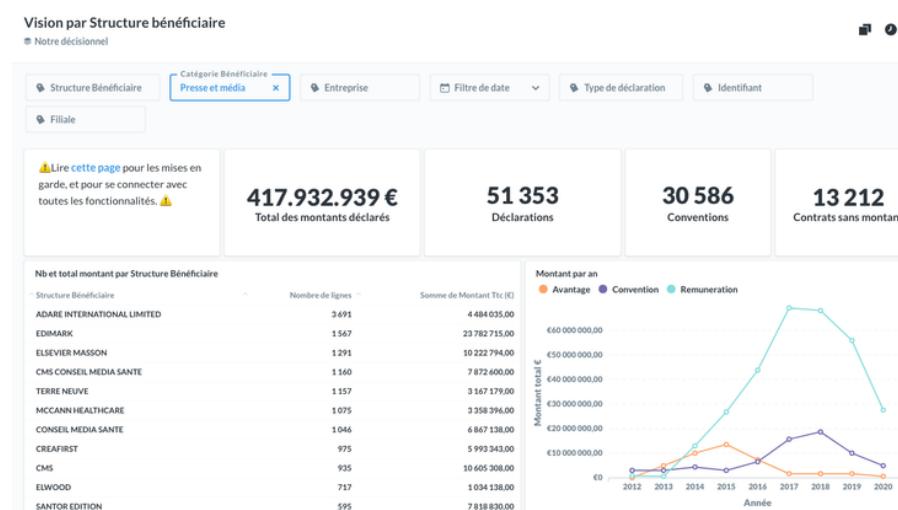 Vision par Structure bénéficiaire
Notre décisionnel
Structure Bénéficiaire
Catégorie Bénéficiaire
Presse et média ×
Entreprise
Filtre de date
Type de déclaration
Identifiant
Filiale
⚠️Lire cette page pour les mises en
garde, et pour se connecter avec
toutes les fonctionnalités. ⚠️
417.932.939 €
Total des montants déclarés
51 353
Déclarations
30 586
Conventions
13 212
Contrats sans montan
Nb et total montant par Structure Bénéficiaire
Structure Bénéficiaire Nombre de lignes Somme de Montant Ttc (€)
ADARE INTERNATIONAL LIMITED 3 691 4 484 035,00
EDIMARK 1 567 23 782 715,00
ELSEVIER MASSON 1 291 10 222 794,00
CMS CONSEIL MEDIA SANTE 1 160 7 872 600,00
TERRE NEUVE 1 157 3 167 179,00
MCCANN HEALTHCARE 1 075 3 358 396,00
CONSEIL MEDIA SANTE 1 046 6 867 138,00
CREAFIRST 975 5 993 343,00
CMS 935 10 605 308,00
ELWOOD 717 1 034 138,00
SANTOR EDITION 595 7 818 830,00
Montant par an
Avantage Convention Remuneration
Montant total €
€60 000 000,00
€50 000 000,00
€40 000 000,00
€30 000 000,00
€20 000 000,00
€10 000 000,00
€0
2012 2013 2014 2015 2016 2017 2018 2019 2020
Année